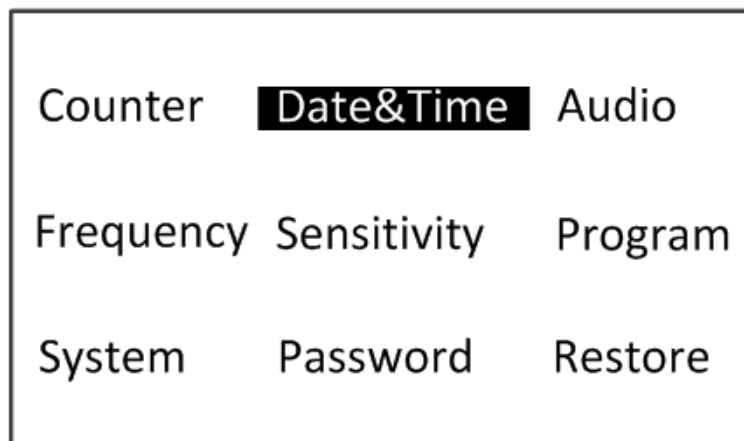 Counter Date&Time Audio
Frequency Sensitivity Program
System Password Restore